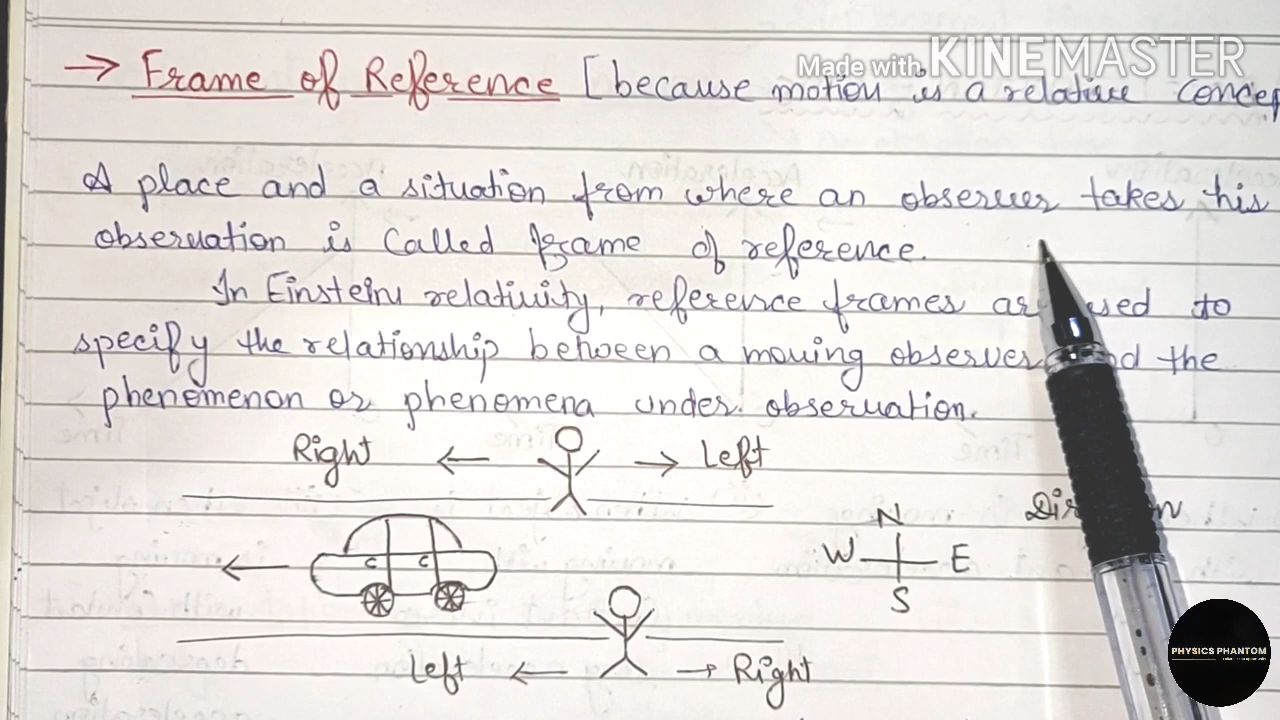 Made with KINEMASTER
→ Frame of Reference [because motion is a relative concep
A place and a situation from where an observer takes his
observation is called frame of reference.
In Einstein relativity, reference frames are used to
specify the relationship between a moving observer and the
phenomenon or phenomena under observation.
Right ← → Left
N
W E
S
←
C C
Left ← → Right
PHYSICS PHANTOM